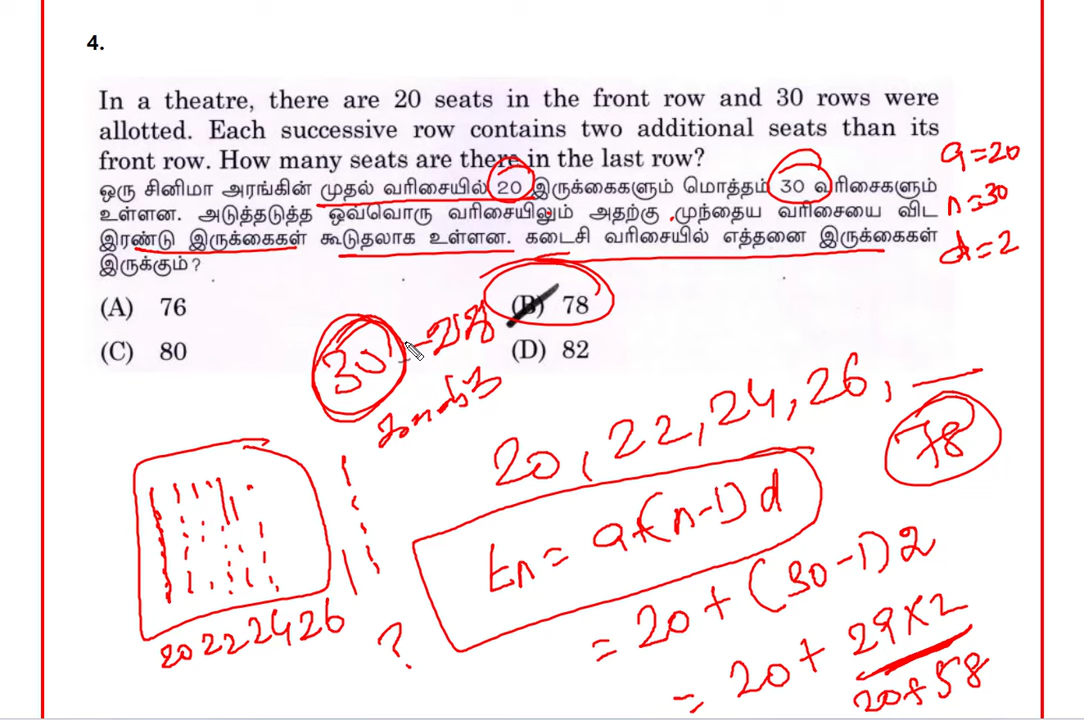 4.
In a theatre, there are 20 seats in the front row and 30 rows were
allotted. Each successive row contains two additional seats than its
front row. How many seats are there in the last row?
ஒரு சினிமா அரங்கின் முதல் வரிசையில் 20 இருக்கைகளும் மொத்தம் 30 வரிசைகளும்
உள்ளன. அடுத்தடுத்த ஒவ்வொரு வரிசையிலும் அதற்கு முந்தைய வரிசையை விட
இரண்டு இருக்கைகள் கூடுதலாக உள்ளன. கடைசி வரிசையில் எத்தனை இருக்கைகள்
இருக்கும்?
a=20
n=30
d=2
(A) 76
(B) 78
(C) 80
(D) 82
30
20, 22, 24, 26,
78
tn = a+(n-1)d
= 20 + (30-1)2
= 20 + 29×2
20+58
20 22 24 26
?